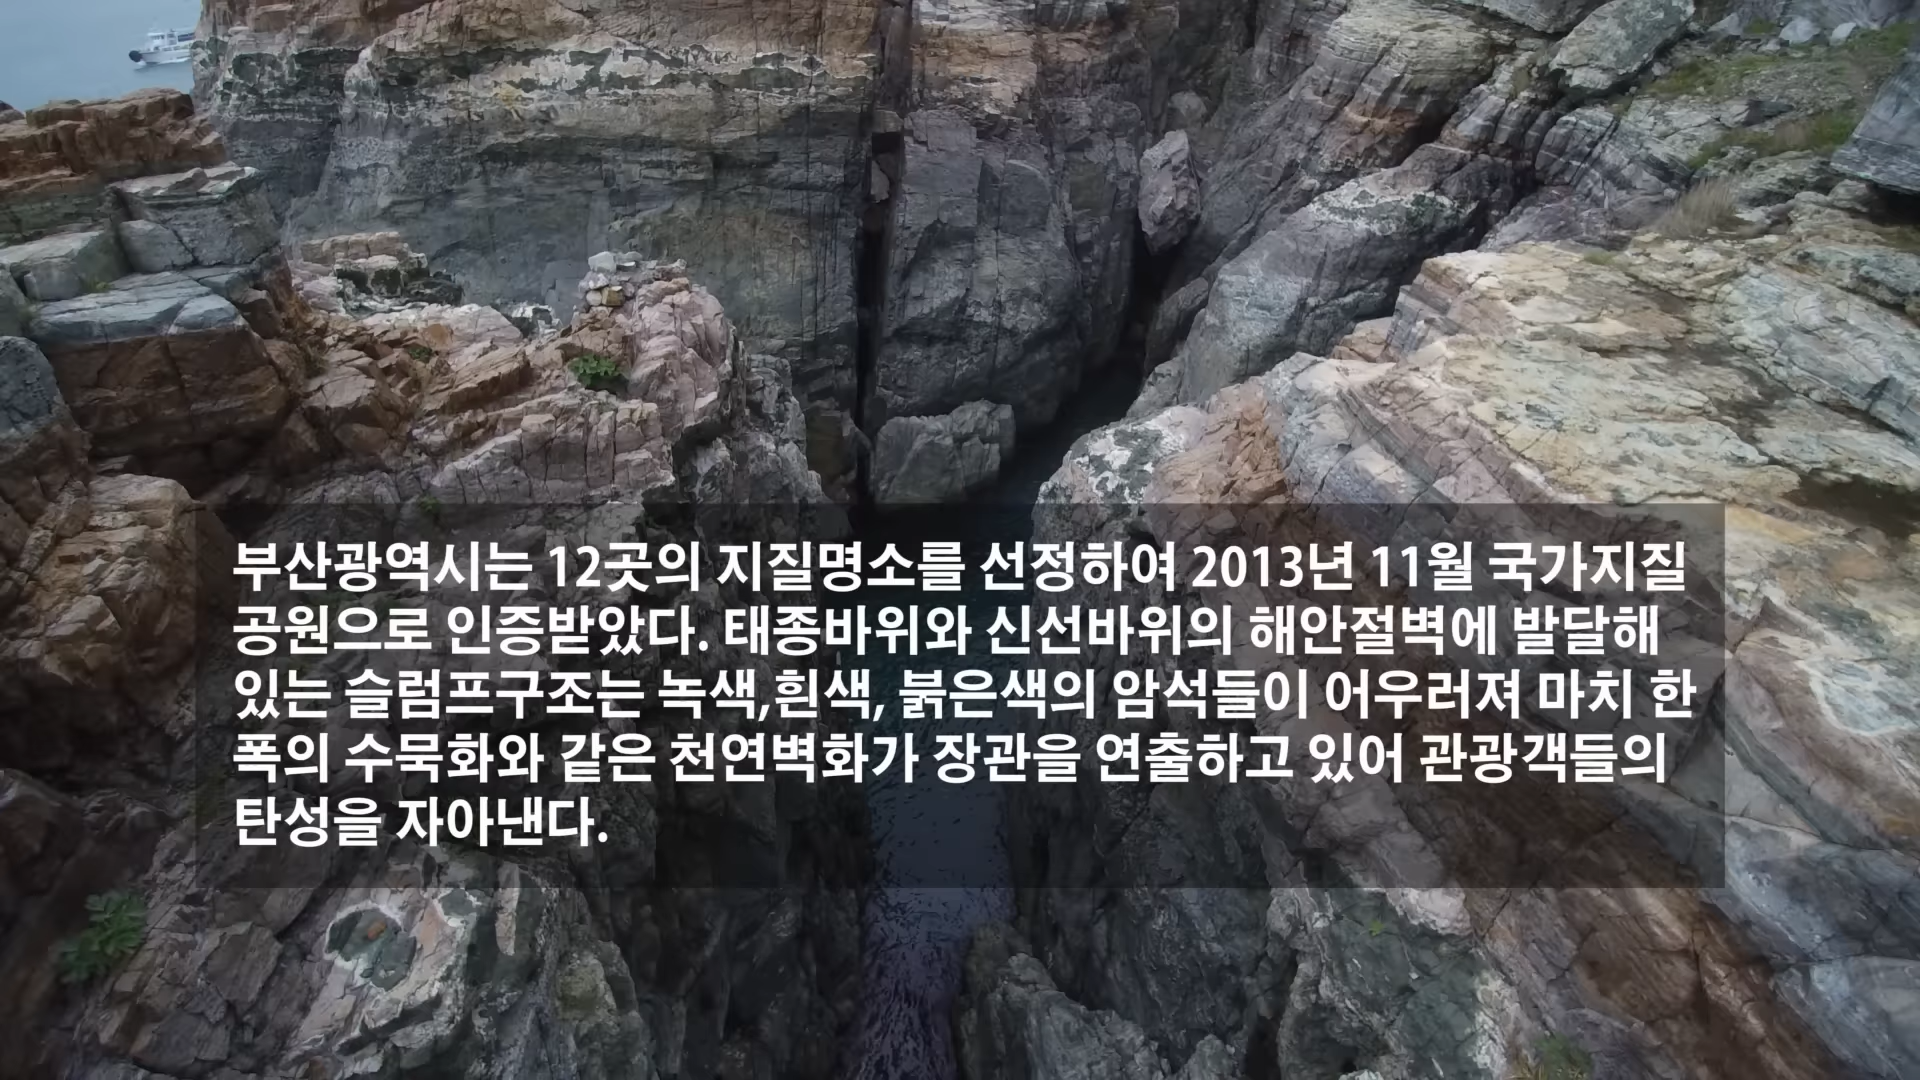 부산광역시는 12곳의 지질명소를 선정하여 2013년 11월 국가지질
공원으로 인증받았다. 태종바위와 신선바위의 해안절벽에 발달해
있는 슬럼프구조는 녹색,흰색, 붉은색의 암석들이 어우러져 마치 한
폭의 수묵화와 같은 천연벽화가 장관을 연출하고 있어 관광객들의
탄성을 자아낸다.